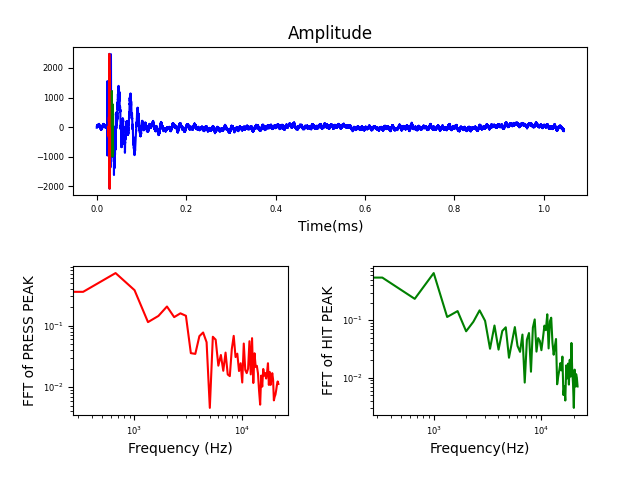 Amplitude
2000
1000
0
−1000
−2000
0.0 0.2 0.4 0.6 0.8 1.0
Time(ms)
FFT of PRESS PEAK
10⁻¹
10⁻²
10³ 10⁴
Frequency (Hz)
FFT of HIT PEAK
10⁻¹
10⁻²
10³ 10⁴
Frequency(Hz)